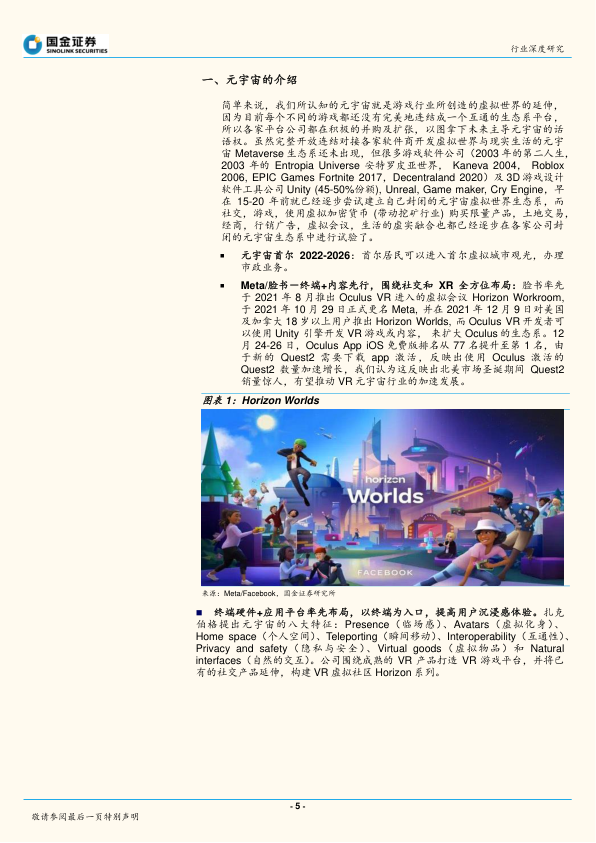 国金证券
SINOLINK SECURITIES
行业深度研究
一、元宇宙的介绍
简单来说，我们所认知的元宇宙就是游戏行业所创造的虚拟世界的延伸，
因为目前每个不同的游戏都还没有完美地连结成一个互通的生态系平台，
所以各家平台公司都在积极的并购及扩张，以图拿下未来主导元宇宙的话
语权。虽然完整开放连结对接各家软件商开发虚拟世界与现实生活的元宇
宙 Metaverse 生态系还未出现，但很多游戏软件公司（2003 年的第二人生，
2003 年的 Entropia Universe 安特罗皮亚世界， Kaneva 2004， Roblox
2006, EPIC Games Fortnite 2017，Decentraland 2020）及 3D 游戏设计
软件工具公司 Unity (45-50%份额), Unreal, Game maker, Cry Engine，早
在 15-20 年前就已经逐步尝试建立自己封闭的元宇宙虚拟世界生态系，而
社交，游戏，使用虚拟加密货币 (带动挖矿行业) 购买限量产品，土地交易，
经商，行销广告，虚拟会议，生活的虚实融合也都已经逐步在各家公司封
闭的元宇宙生态系中进行试验了。
■ 元宇宙首尔 2022-2026：首尔居民可以进入首尔虚拟城市观光，办理
市政业务。
■ Meta/脸书－终端+内容先行，围绕社交和 XR 全方位布局：脸书率先
于 2021 年 8 月推出 Oculus VR 进入的虚拟会议 Horizon Workroom,
于 2021 年 10 月 29 日正式更名 Meta, 并在 2021 年 12 月 9 日对美国
及加拿大 18 岁以上用户推出 Horizon Worlds, 而 Oculus VR 开发者可
以使用 Unity 引擎开发 VR 游戏或内容， 来扩大 Oculus 的生态系。12
月 24-26 日，Oculus App iOS 免费版排名从 77 名提升至第 1 名，由
于新的 Quest2 需要下载 app 激活，反映出使用 Oculus 激活的
Quest2 数量加速增长，我们认为这反映出北美市场圣诞期间 Quest2
销量惊人，有望推动 VR 元宇宙行业的加速发展。
图表 1：Horizon Worlds
horizon
Worlds
FACEBOOK
来源：Meta/Facebook，国金证券研究所
■ 终端硬件+应用平台率先布局，以终端为入口，提高用户沉浸感体验。扎克
伯格提出元宇宙的八大特征：Presence（临场感）、Avatars（虚拟化身）、
Home space（个人空间）、Teleporting（瞬间移动）、Interoperability（互通性）、
Privacy and safety（隐私与安全）、Virtual goods（虚拟物品）和 Natural
interfaces（自然的交互）。公司围绕成熟的 VR 产品打造 VR 游戏平台，并将已
有的社交产品延伸，构建 VR 虚拟社区 Horizon 系列。
- 5 -
敬请参阅最后一页特别声明